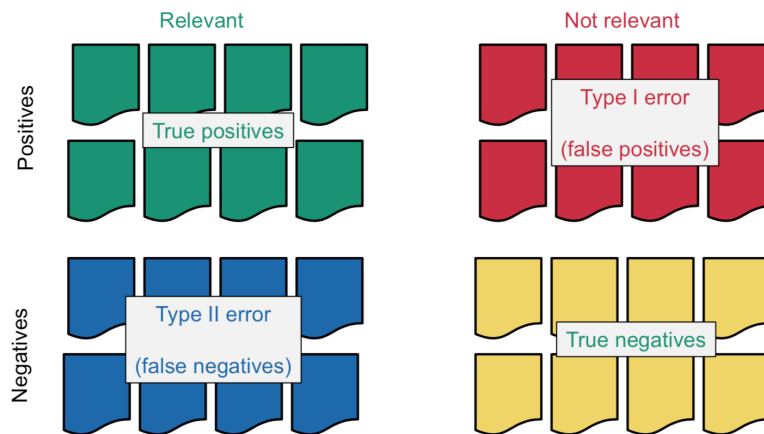 Relevant
Not relevant
Positives
True positives
Type I error
(false positives)
Negatives
Type II error
(false negatives)
True negatives